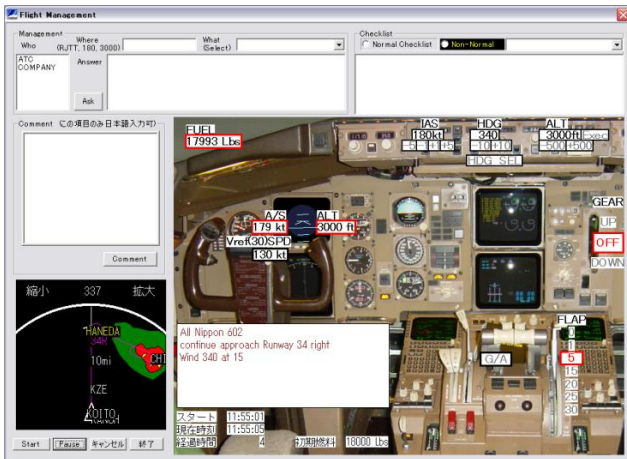 Flight Management
Management
Who
Where
(RJTT, 180, 3000)
What
(Select)
ATC
COMPANY
Answer
Ask
Checklist
Normal Checklist
Non-Normal
Comment (この項目のみ日本語入力可)
Comment
FUEL
17993 Lbs
IAS
180kt
-5 +1 +5
HDG
340
-10 +10
ALT
3000ft
Exec
-500 +500
HDG SEL
A/S
179 kt
ALT
3000 ft
Vref(30)SPD
130 kt
GEAR
UP
OFF
DOWN
FLAP
0
1
5
15
20
25
30
G/A
縮小 337 拡大
HANEDA
34R
10mi
KZE
KOITO
All Nippon 602
continue approach Runway 34 right
Wind 340 at 15
スタート 11:55:01
現在時刻 11:55:05
経過時間 4 初期燃料 18000 Lbs
Start Pause キャンセル 終了